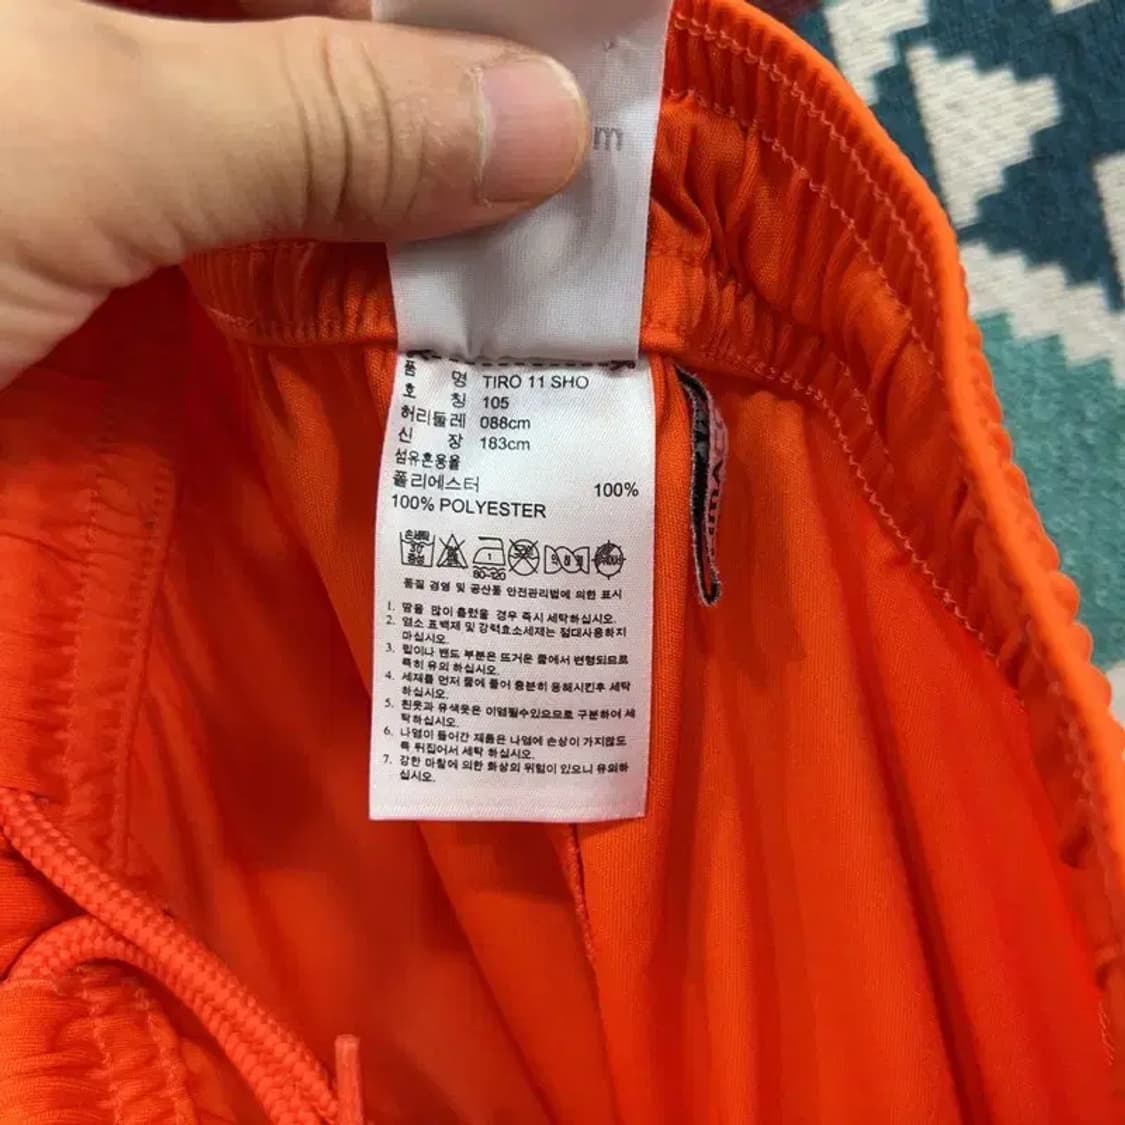 m
품 명 TIRO 11 SHO
호 칭 105
허리둘레 088cm
신 장 183cm
섬유혼용율
폴리에스터 100%
100% POLYESTER
손세탁
30°
중성
80~120
품질 경영 및 공산품 안전관리법에 의한 표시
1. 땀을 많이 흘렸을 경우 즉시 세탁하십시오.
2. 염소 표백제 및 강력효소세제는 절대사용하지
마십시오.
3. 밑이나 밴드 부분은 뜨거운 물에서 변형되므로
특히 유의 하십시오.
4. 세제를 먼저 물에 풀어 충분히 용해시킨후 세탁
하십시오.
5. 흰옷과 유색옷은 이염될수있으므로 구분하여 세
탁하십시오.
6. 나염이 들어간 제품은 나염에 손상이 가지않도
록 뒤집어서 세탁 하십시오.
7. 강한 마찰에 의한 화상의 위험이 있으니 유의하
십시오.